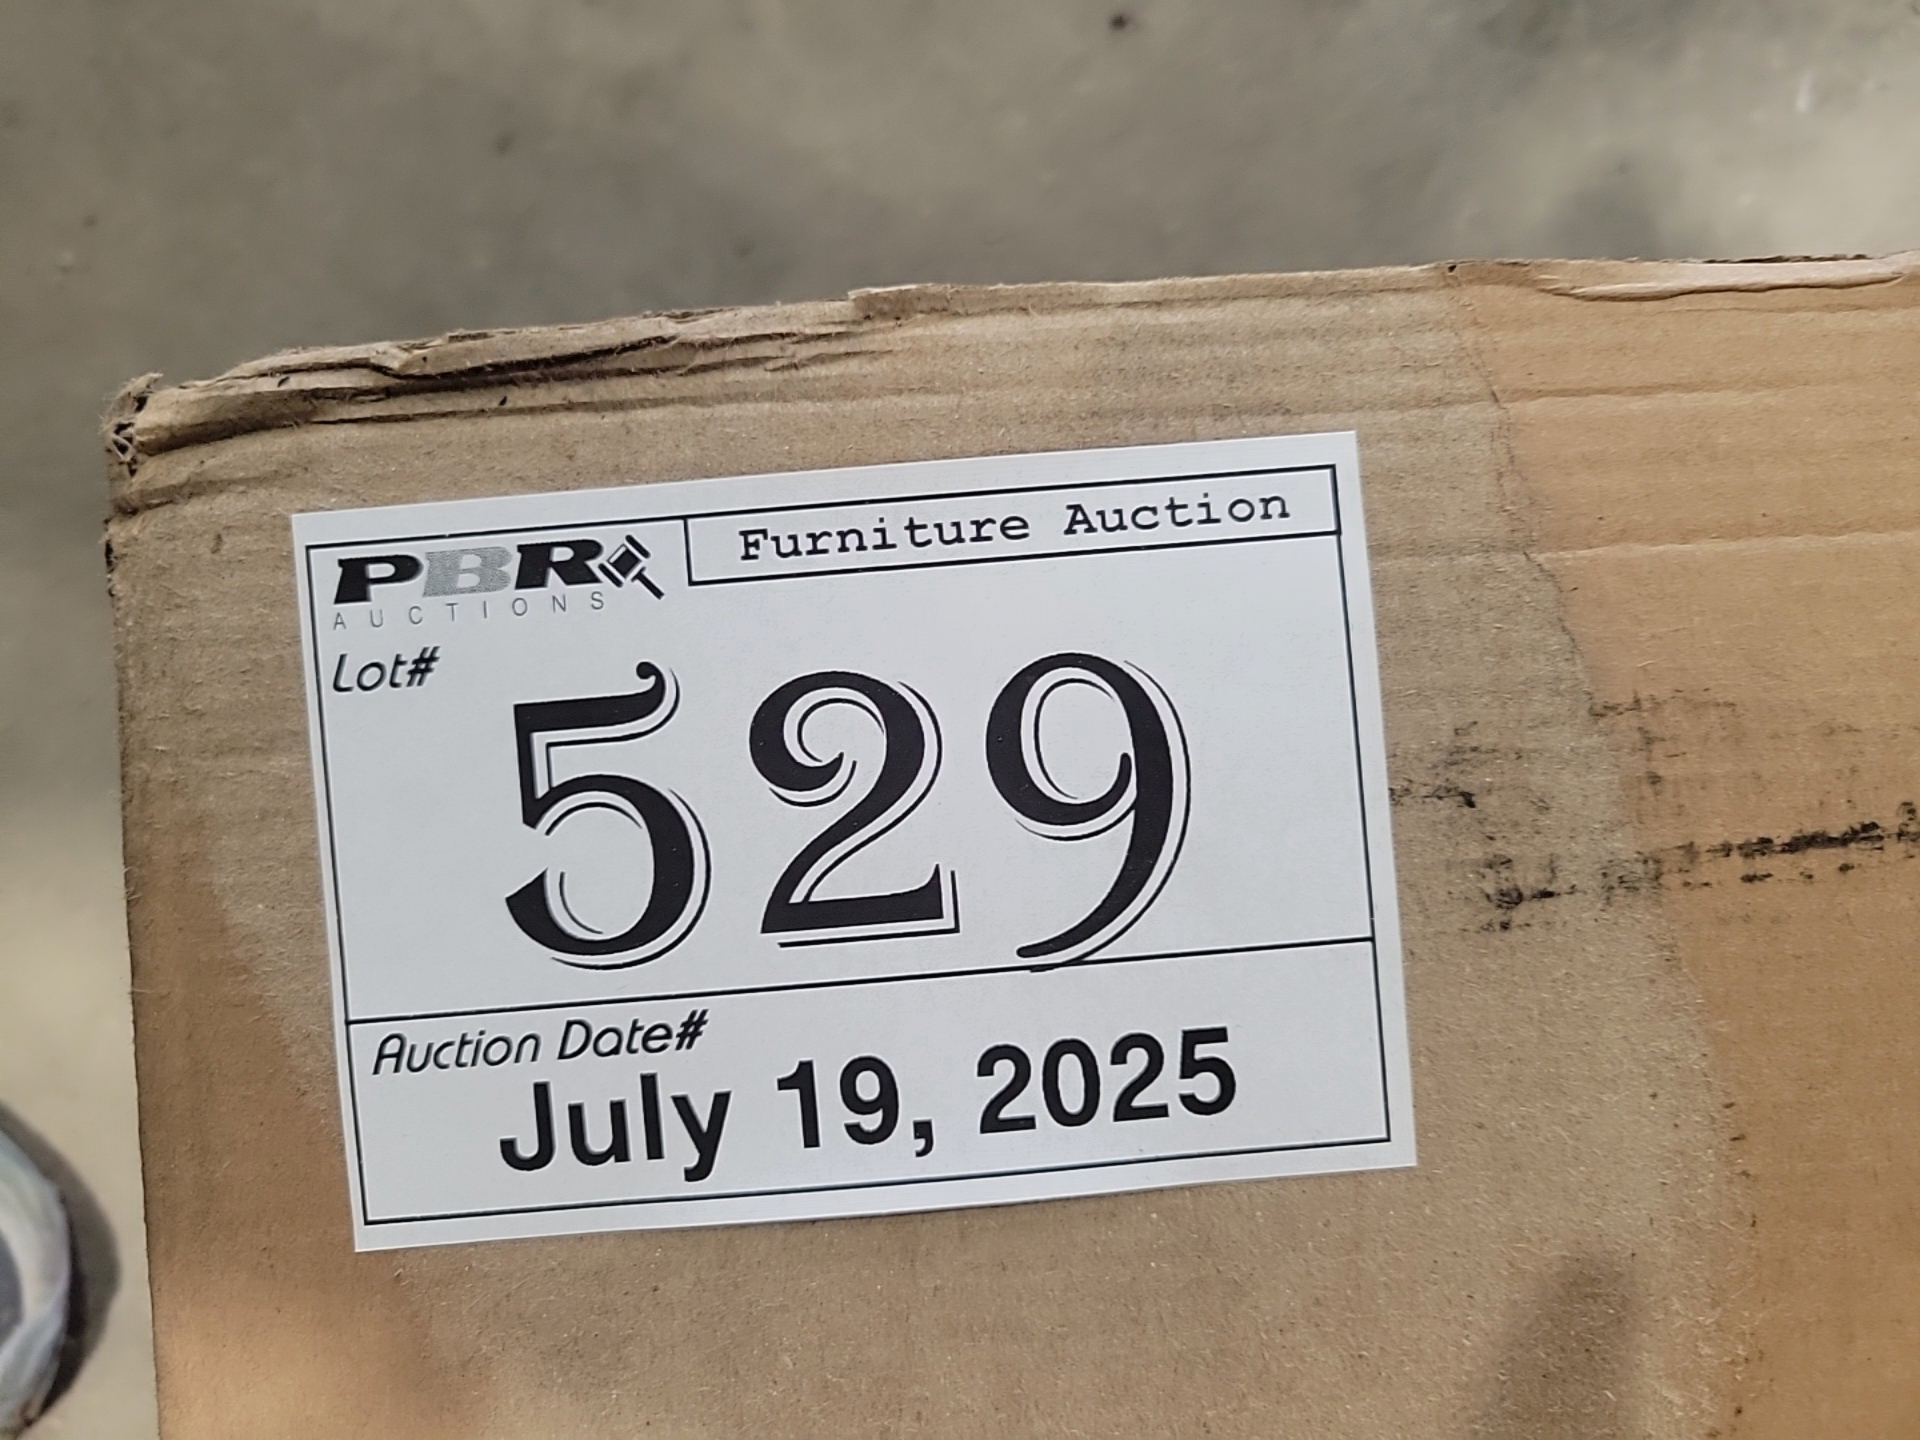 PBR
AUCTIONS
Furniture Auction
Lot#
529
Auction Date#
July 19, 2025